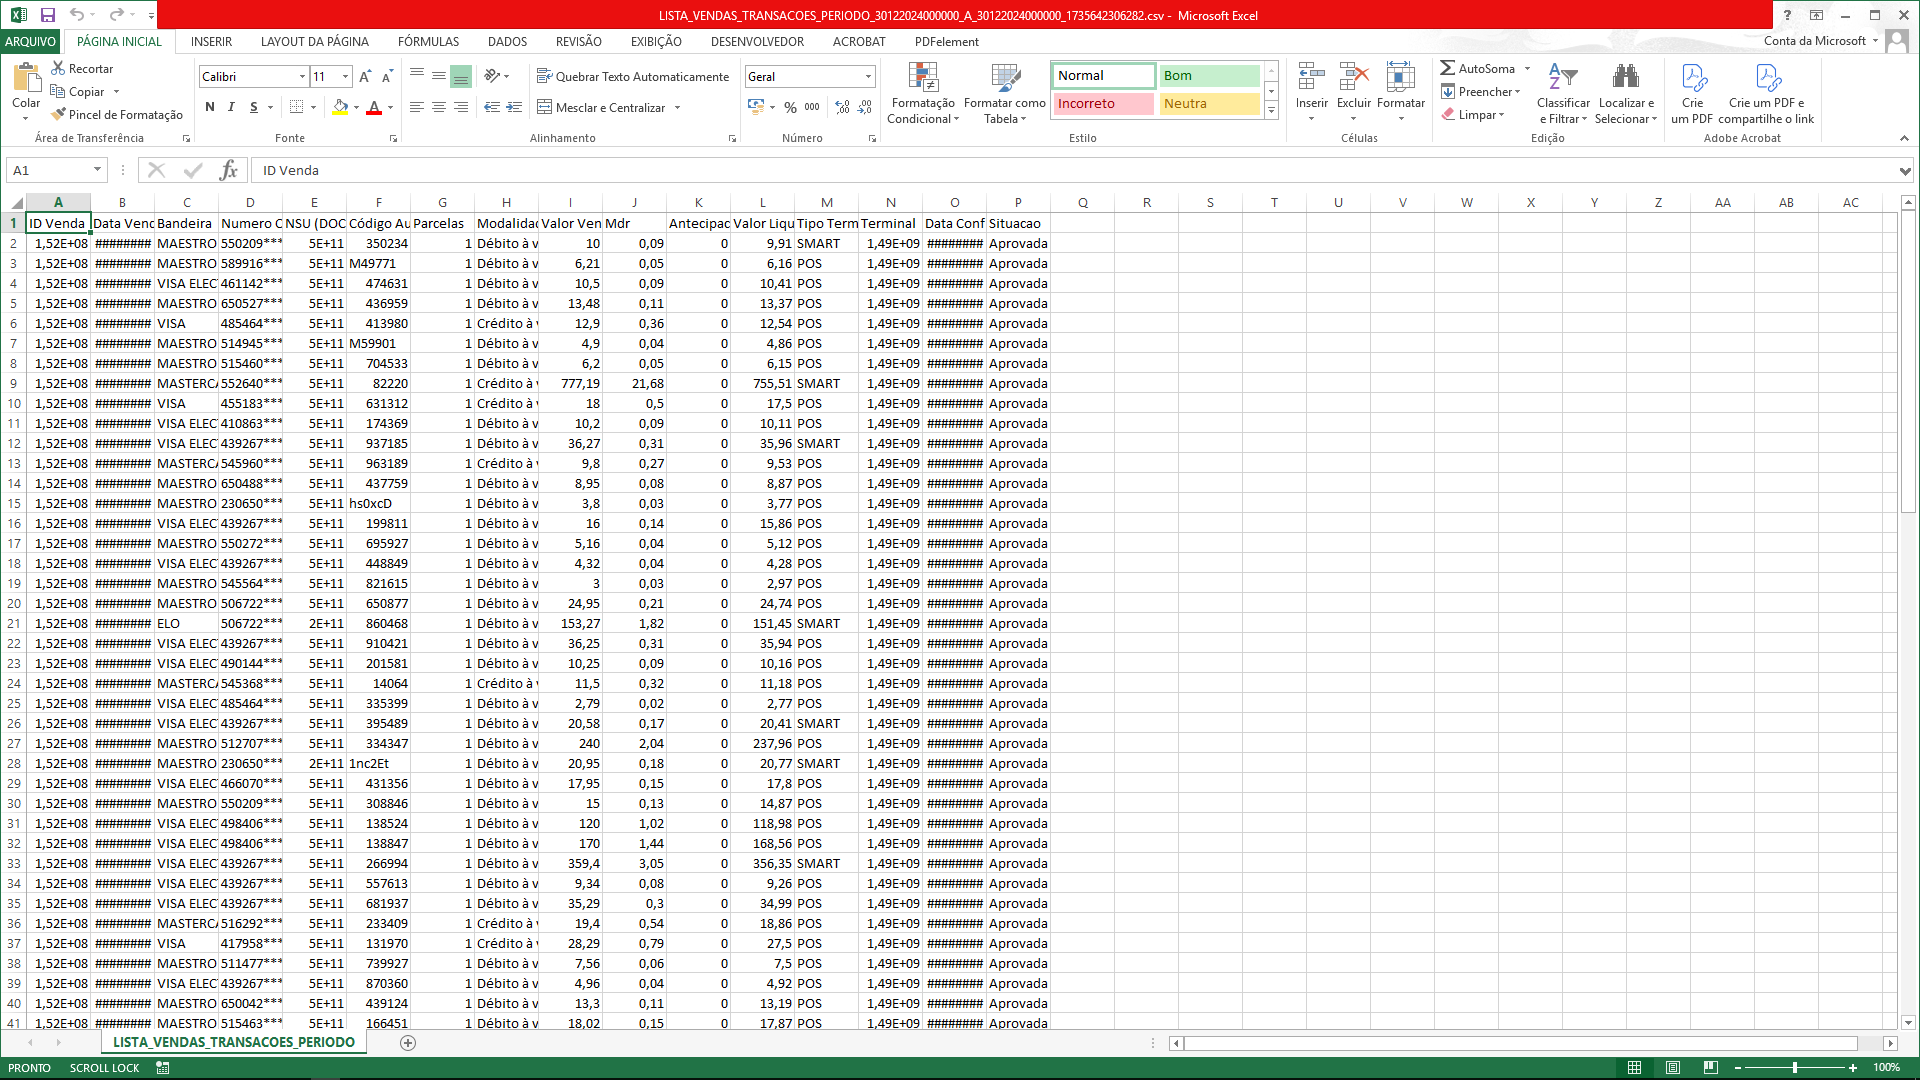 LISTA_VENDAS_TRANSACOES_PERIODO_30122024000000_A_30122024000000_1735642306282.csv - Microsoft Excel
ARQUIVO PÁGINA INICIAL INSERIR LAYOUT DA PÁGINA FÓRMULAS DADOS REVISÃO EXIBIÇÃO DESENVOLVEDOR ACROBAT PDFelement Conta da Microsoft
Colar
Recortar
Copiar
Pincel de Formatação
Área de Transferência
Calibri 11
N I S
Fonte
Quebrar Texto Automaticamente
Mesclar e Centralizar
Alinhamento
Geral
% 000
Número
Formatação Condicional
Formatar como Tabela
Normal Bom
Incorreto Neutra
Estilo
Inserir Excluir Formatar
Células
AutoSoma
Preencher
Limpar
Classificar e Filtrar
Localizar e Selecionar
Edição
Crie um PDF
Crie um PDF e compartilhe o link
Adobe Acrobat
A1 fx ID Venda
A B C D E F G H I J K L M N O P Q R S T U V W X Y Z AA AB AC
1 ID Venda Data Venc Bandeira Numero C NSU (DOC Código Au Parcelas Modalidad Valor Ven Mdr Antecipac Valor Liqu Tipo Term Terminal Data Conf Situacao
2 1,52E+08 ######## MAESTRO 550209*** 5E+11 350234 1 Débito à v 10 0,09 0 9,91 SMART 1,49E+09 ######## Aprovada
3 1,52E+08 ######## MAESTRO 589916*** 5E+11 M49771 1 Débito à v 6,21 0,05 0 6,16 POS 1,49E+09 ######## Aprovada
4 1,52E+08 ######## VISA ELEC 461142*** 5E+11 474631 1 Débito à v 10,5 0,09 0 10,41 POS 1,49E+09 ######## Aprovada
5 1,52E+08 ######## MAESTRO 650527*** 5E+11 436959 1 Débito à v 13,48 0,11 0 13,37 POS 1,49E+09 ######## Aprovada
6 1,52E+08 ######## VISA 485464*** 5E+11 413980 1 Crédito à v 12,9 0,36 0 12,54 POS 1,49E+09 ######## Aprovada
7 1,52E+08 ######## MAESTRO 514945*** 5E+11 M59901 1 Débito à v 4,9 0,04 0 4,86 POS 1,49E+09 ######## Aprovada
8 1,52E+08 ######## MAESTRO 515460*** 5E+11 704533 1 Débito à v 6,2 0,05 0 6,15 POS 1,49E+09 ######## Aprovada
9 1,52E+08 ######## MASTERCA 552640*** 5E+11 82220 1 Crédito à v 777,19 21,68 0 755,51 SMART 1,49E+09 ######## Aprovada
10 1,52E+08 ######## VISA 455183*** 5E+11 631312 1 Crédito à v 18 0,5 0 17,5 POS 1,49E+09 ######## Aprovada
11 1,52E+08 ######## VISA ELEC 410863*** 5E+11 174369 1 Débito à v 10,2 0,09 0 10,11 POS 1,49E+09 ######## Aprovada
12 1,52E+08 ######## VISA ELEC 439267*** 5E+11 937185 1 Débito à v 36,27 0,31 0 35,96 SMART 1,49E+09 ######## Aprovada
13 1,52E+08 ######## MASTERCA 545960*** 5E+11 963189 1 Crédito à v 9,8 0,27 0 9,53 POS 1,49E+09 ######## Aprovada
14 1,52E+08 ######## MAESTRO 650488*** 5E+11 437759 1 Débito à v 8,95 0,08 0 8,87 POS 1,49E+09 ######## Aprovada
15 1,52E+08 ######## MAESTRO 230650*** 5E+11 hs0xcD 1 Débito à v 3,8 0,03 0 3,77 POS 1,49E+09 ######## Aprovada
16 1,52E+08 ######## VISA ELEC 439267*** 5E+11 199811 1 Débito à v 16 0,14 0 15,86 POS 1,49E+09 ######## Aprovada
17 1,52E+08 ######## MAESTRO 550272*** 5E+11 695927 1 Débito à v 5,16 0,04 0 5,12 POS 1,49E+09 ######## Aprovada
18 1,52E+08 ######## VISA ELEC 439267*** 5E+11 448849 1 Débito à v 4,32 0,04 0 4,28 POS 1,49E+09 ######## Aprovada
19 1,52E+08 ######## MAESTRO 545564*** 5E+11 821615 1 Débito à v 3 0,03 0 2,97 POS 1,49E+09 ######## Aprovada
20 1,52E+08 ######## MAESTRO 506722*** 5E+11 650877 1 Débito à v 24,95 0,21 0 24,74 POS 1,49E+09 ######## Aprovada
21 1,52E+08 ######## ELO 506722*** 2E+11 860468 1 Débito à v 153,27 1,82 0 151,45 SMART 1,49E+09 ######## Aprovada
22 1,52E+08 ######## VISA ELEC 439267*** 5E+11 910421 1 Débito à v 36,25 0,31 0 35,94 POS 1,49E+09 ######## Aprovada
23 1,52E+08 ######## VISA ELEC 490144*** 5E+11 201581 1 Débito à v 10,25 0,09 0 10,16 POS 1,49E+09 ######## Aprovada
24 1,52E+08 ######## MASTERCA 545368*** 5E+11 14064 1 Crédito à v 11,5 0,32 0 11,18 POS 1,49E+09 ######## Aprovada
25 1,52E+08 ######## VISA ELEC 485464*** 5E+11 335399 1 Débito à v 2,79 0,02 0 2,77 POS 1,49E+09 ######## Aprovada
26 1,52E+08 ######## VISA ELEC 439267*** 5E+11 395489 1 Débito à v 20,58 0,17 0 20,41 SMART 1,49E+09 ######## Aprovada
27 1,52E+08 ######## MAESTRO 512707*** 5E+11 334347 1 Débito à v 240 2,04 0 237,96 POS 1,49E+09 ######## Aprovada
28 1,52E+08 ######## MAESTRO 230650*** 2E+11 1nc2Et 1 Débito à v 20,95 0,18 0 20,77 SMART 1,49E+09 ######## Aprovada
29 1,52E+08 ######## VISA ELEC 466070*** 5E+11 431356 1 Débito à v 17,95 0,15 0 17,8 POS 1,49E+09 ######## Aprovada
30 1,52E+08 ######## MAESTRO 550209*** 5E+11 308846 1 Débito à v 15 0,13 0 14,87 POS 1,49E+09 ######## Aprovada
31 1,52E+08 ######## VISA ELEC 498406*** 5E+11 138524 1 Débito à v 120 1,02 0 118,98 POS 1,49E+09 ######## Aprovada
32 1,52E+08 ######## VISA ELEC 498406*** 5E+11 138847 1 Débito à v 170 1,44 0 168,56 POS 1,49E+09 ######## Aprovada
33 1,52E+08 ######## VISA ELEC 439267*** 5E+11 266994 1 Débito à v 359,4 3,05 0 356,35 SMART 1,49E+09 ######## Aprovada
34 1,52E+08 ######## VISA ELEC 439267*** 5E+11 557613 1 Débito à v 9,34 0,08 0 9,26 POS 1,49E+09 ######## Aprovada
35 1,52E+08 ######## VISA ELEC 439267*** 5E+11 681937 1 Débito à v 35,29 0,3 0 34,99 POS 1,49E+09 ######## Aprovada
36 1,52E+08 ######## MASTERCA 516292*** 5E+11 233409 1 Crédito à v 19,4 0,54 0 18,86 POS 1,49E+09 ######## Aprovada
37 1,52E+08 ######## VISA 417958*** 5E+11 131970 1 Crédito à v 28,29 0,79 0 27,5 POS 1,49E+09 ######## Aprovada
38 1,52E+08 ######## MAESTRO 511477*** 5E+11 739927 1 Débito à v 7,56 0,06 0 7,5 POS 1,49E+09 ######## Aprovada
39 1,52E+08 ######## VISA ELEC 439267*** 5E+11 870360 1 Débito à v 4,96 0,04 0 4,92 POS 1,49E+09 ######## Aprovada
40 1,52E+08 ######## MAESTRO 650042*** 5E+11 439124 1 Débito à v 13,3 0,11 0 13,19 POS 1,49E+09 ######## Aprovada
41 1,52E+08 ######## MAESTRO 515463*** 5E+11 166451 1 Débito à v 18,02 0,15 0 17,87 POS 1,49E+09 ######## Aprovada
LISTA_VENDAS_TRANSACOES_PERIODO
PRONTO SCROLL LOCK 100%